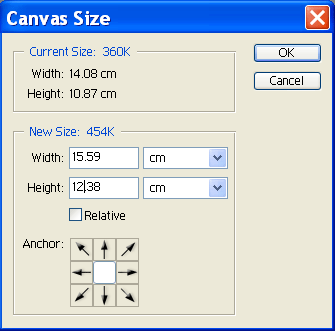 Canvas Size
Current Size: 360K
Width: 14.08 cm
Height: 10.87 cm
OK
Cancel
New Size: 454K
Width: 15.59 cm
Height: 12.38 cm
Relative
Anchor: